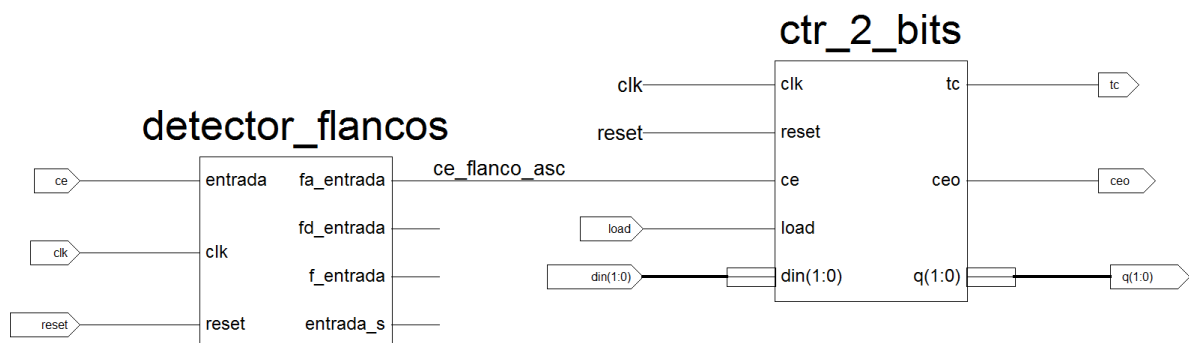 ctr_2_bits
clk clk tc tc
detector_flancos
reset reset
ce entrada fa_entrada ce_flanco_asc ce ceo ceo
fd_entrada load load
clk clk
f_entrada din(1:0) din(1:0) q(1:0) q(1:0)
reset reset entrada_s